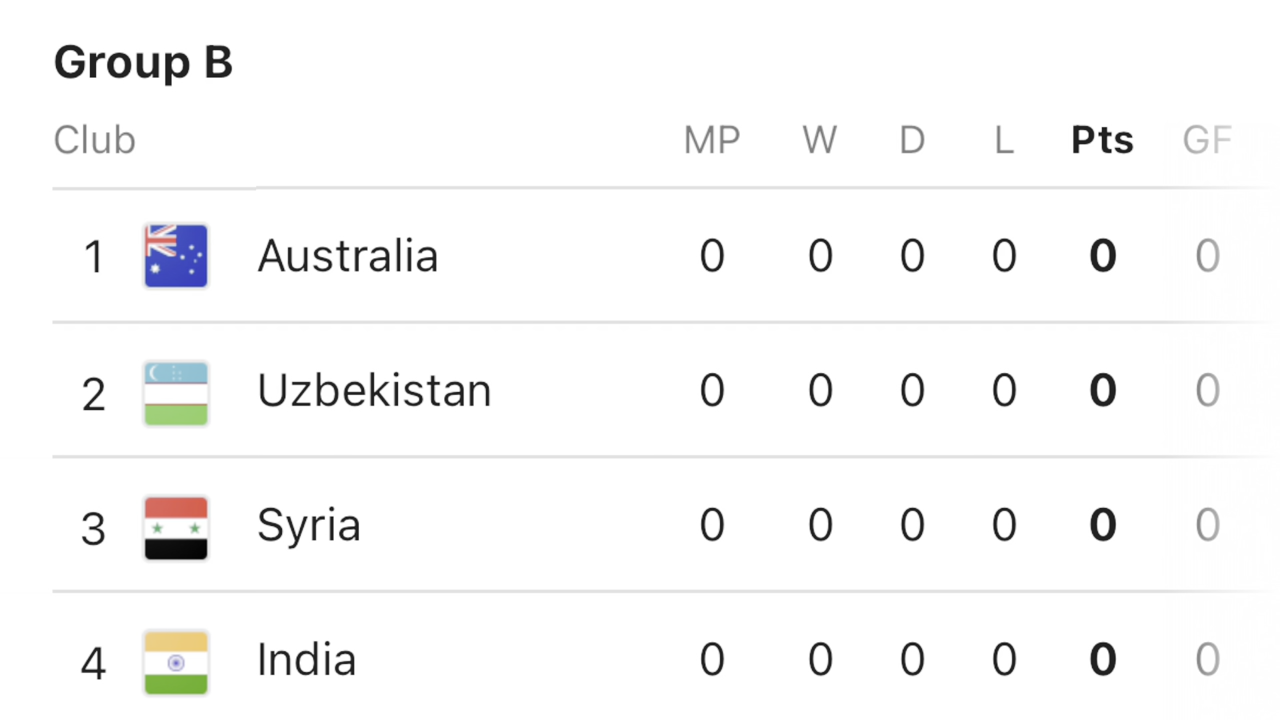 Group B
Club MP W D L Pts GF
1 Australia 0 0 0 0 0 0
2 Uzbekistan 0 0 0 0 0 0
3 Syria 0 0 0 0 0 0
4 India 0 0 0 0 0 0